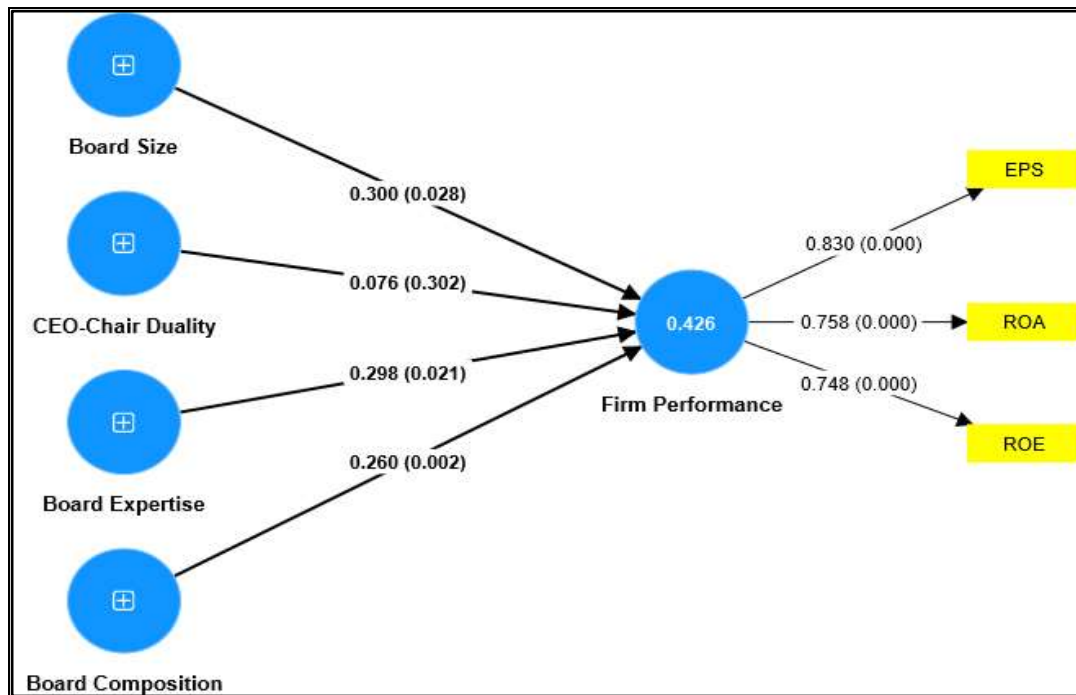 Board Size
0.300 (0.028)
CEO-Chair Duality
0.076 (0.302)
Board Expertise
0.298 (0.021)
Board Composition
0.260 (0.002)
0.426
Firm Performance
EPS
0.830 (0.000)
ROA
0.758 (0.000)
ROE
0.748 (0.000)